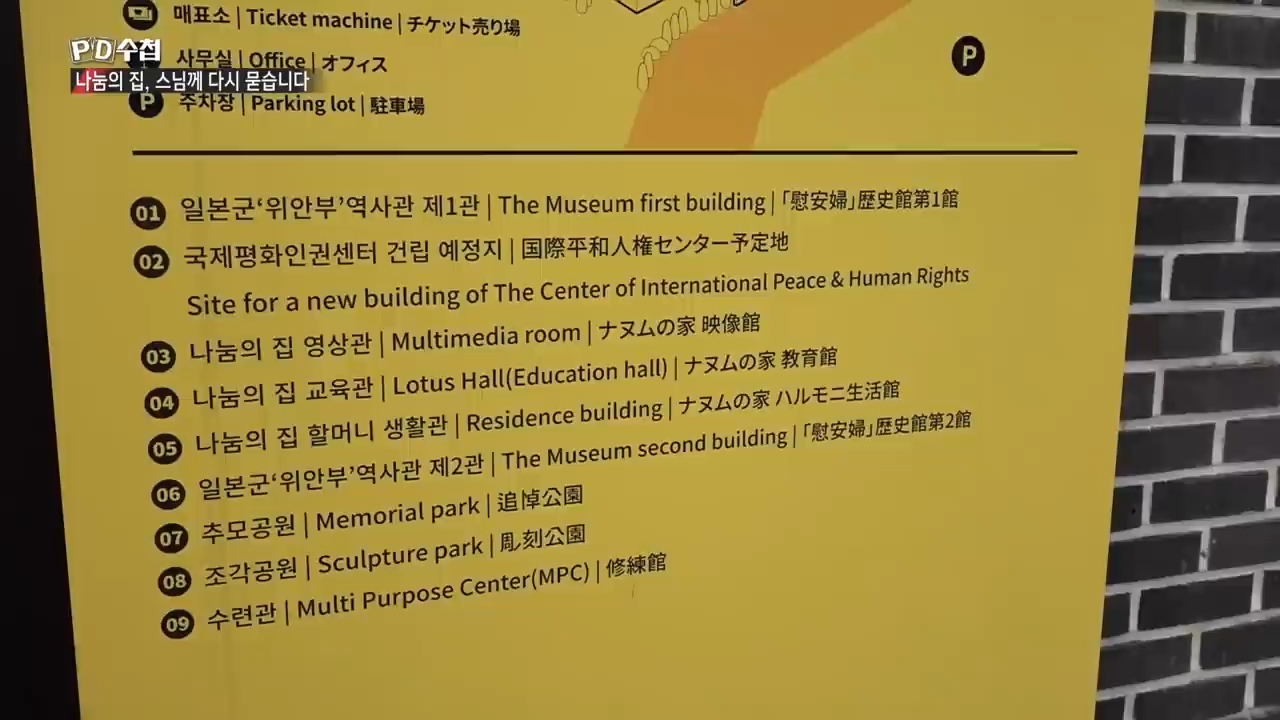 매표소 | Ticket machine | チケット売り場
PD수첩
사무실 | Office | オフィス
나눔의 집, 스님께 다시 묻습니다
P 주차장 | Parking lot | 駐車場
P
01 일본군‘위안부’역사관 제1관 | The Museum first building | 「慰安婦」歴史館第1館
02 국제평화인권센터 건립 예정지 | 国際平和人権センター予定地
Site for a new building of The Center of International Peace & Human Rights
03 나눔의 집 영상관 | Multimedia room | ナヌムの家 映像館
04 나눔의 집 교육관 | Lotus Hall(Education hall) | ナヌムの家 教育館
05 나눔의 집 할머니 생활관 | Residence building | ナヌムの家 ハルモニ生活館
06 일본군‘위안부’역사관 제2관 | The Museum second building | 「慰安婦」歴史館第2館
07 추모공원 | Memorial park | 追悼公園
08 조각공원 | Sculpture park | 彫刻公園
09 수련관 | Multi Purpose Center(MPC) | 修練館